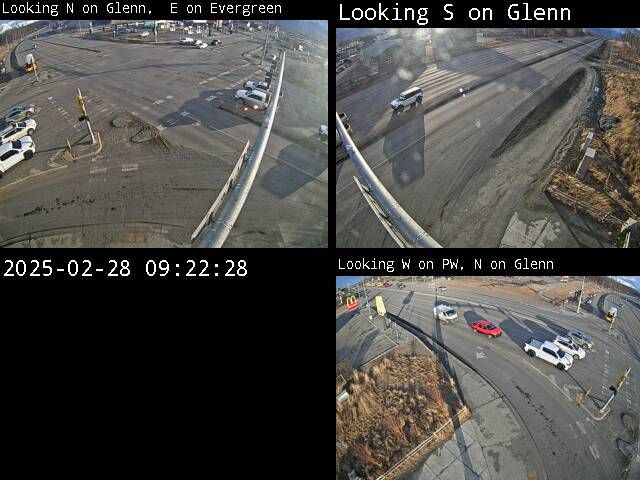 Looking N on Glenn,  E on Evergreen
Looking S on Glenn
2025-02-28 09:22:28
Looking W on PW, N on Glenn